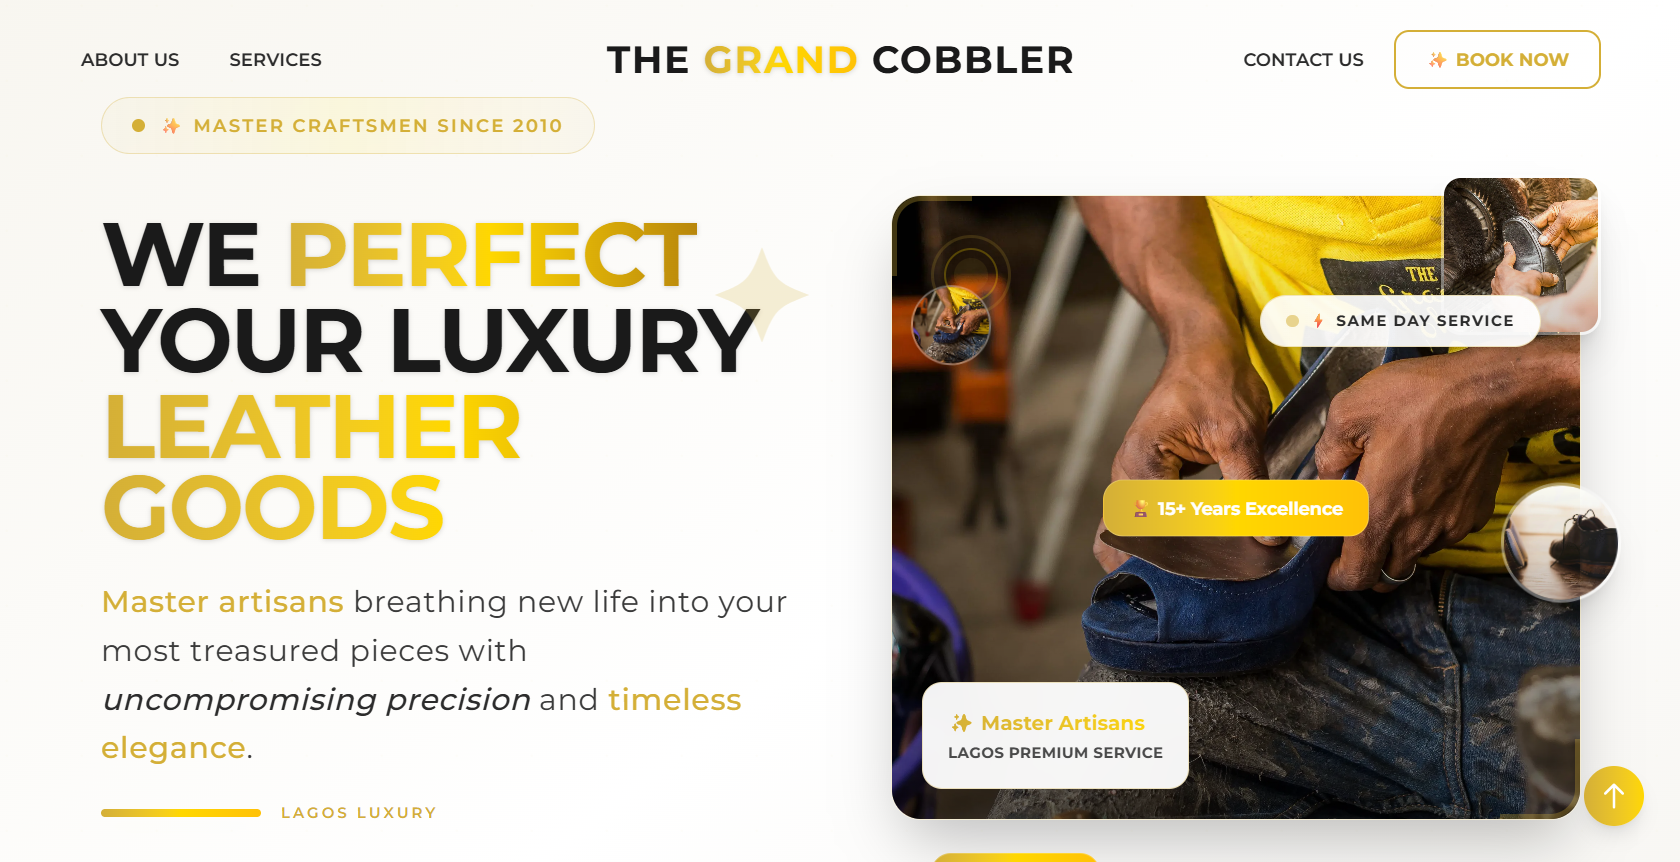 ABOUT US
SERVICES
THE GRAND COBBLER
CONTACT US
BOOK NOW
MASTER CRAFTSMEN SINCE 2010
WE PERFECT
YOUR LUXURY
LEATHER
GOODS
Master artisans breathing new life into your
most treasured pieces with
uncompromising precision and timeless
elegance.
LAGOS LUXURY
THE
SAME DAY SERVICE
15+ Years Excellence
Master Artisans
LAGOS PREMIUM SERVICE